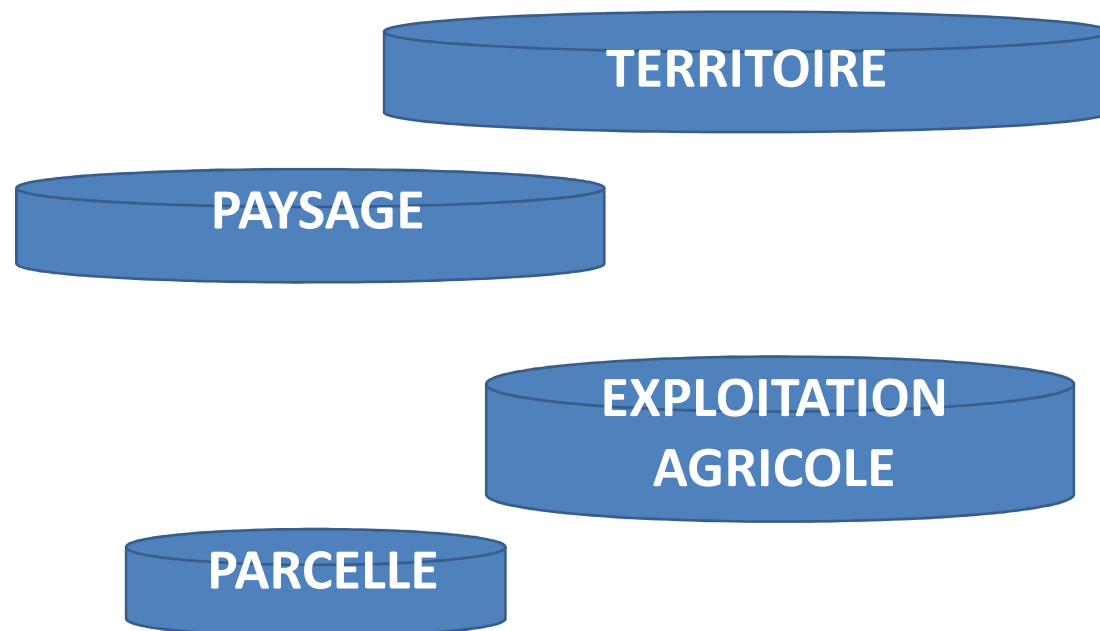 TERRITOIRE
PAYSAGE
EXPLOITATION
AGRICOLE
PARCELLE